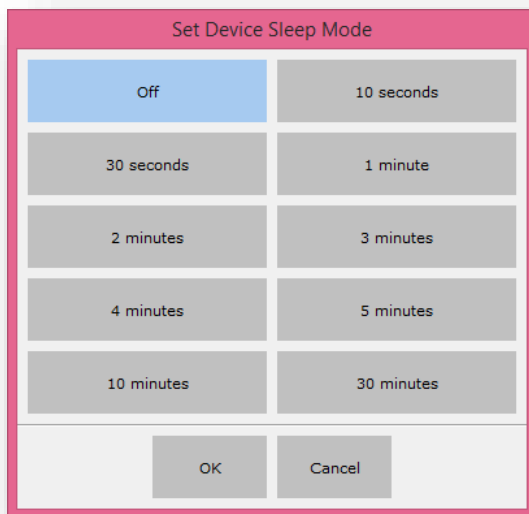 Set Device Sleep Mode
Off
10 seconds
30 seconds
1 minute
2 minutes
3 minutes
4 minutes
5 minutes
10 minutes
30 minutes
OK
Cancel